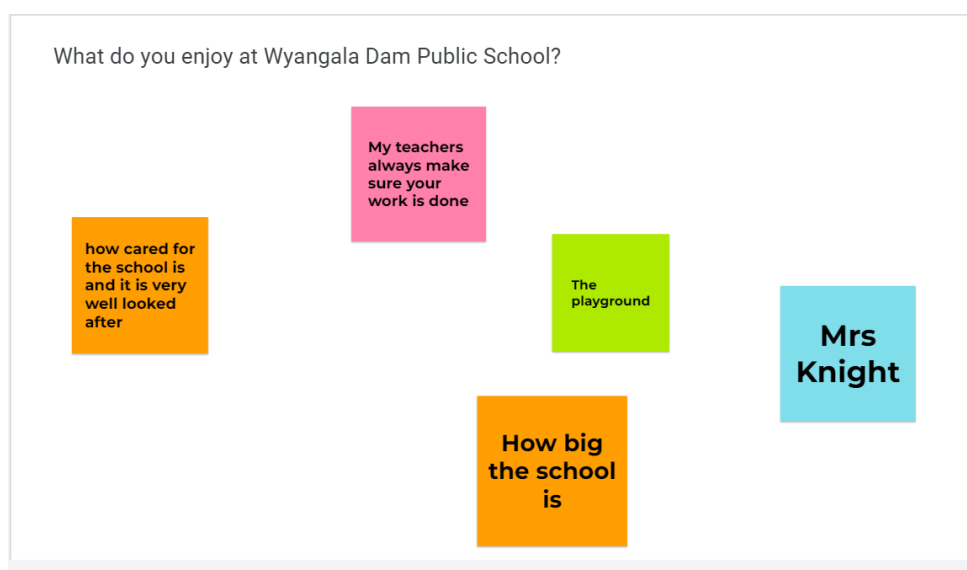 What do you enjoy at Wyangala Dam Public School?
My teachers
always make
sure your
work is done
how cared for
the school is
and it is very
well looked
after
The
playground
Mrs
Knight
How big
the school
is